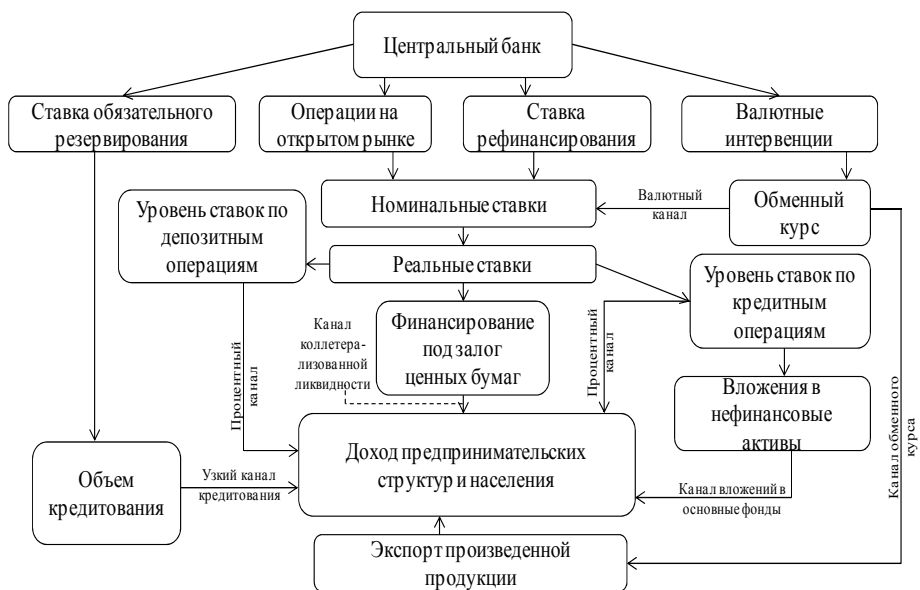 Центральный банк
Ставка обязательного
резервирования
Операции на
открытом рынке
Ставка
рефинансирования
Валютные
интервенции
Уровень ставок по
депозитным
операциям
Номинальные ставки
Валютный
канал
Обменный
курс
Реальные ставки
Уровень ставок по
кредитным
операциям
Канал
коллетера-
лизованной
ликвидности
Финансирование
под залог
ценных бумаг
Процентный
канал
Процентный
канал
Вложения в
нефинансовые
активы
Канал обменного
курса
Объем
кредитования
Узкий канал
кредитования
Доход предпринимательских
структур и населения
Канал вложений в
основные фонды
Экспорт произведенной
продукции